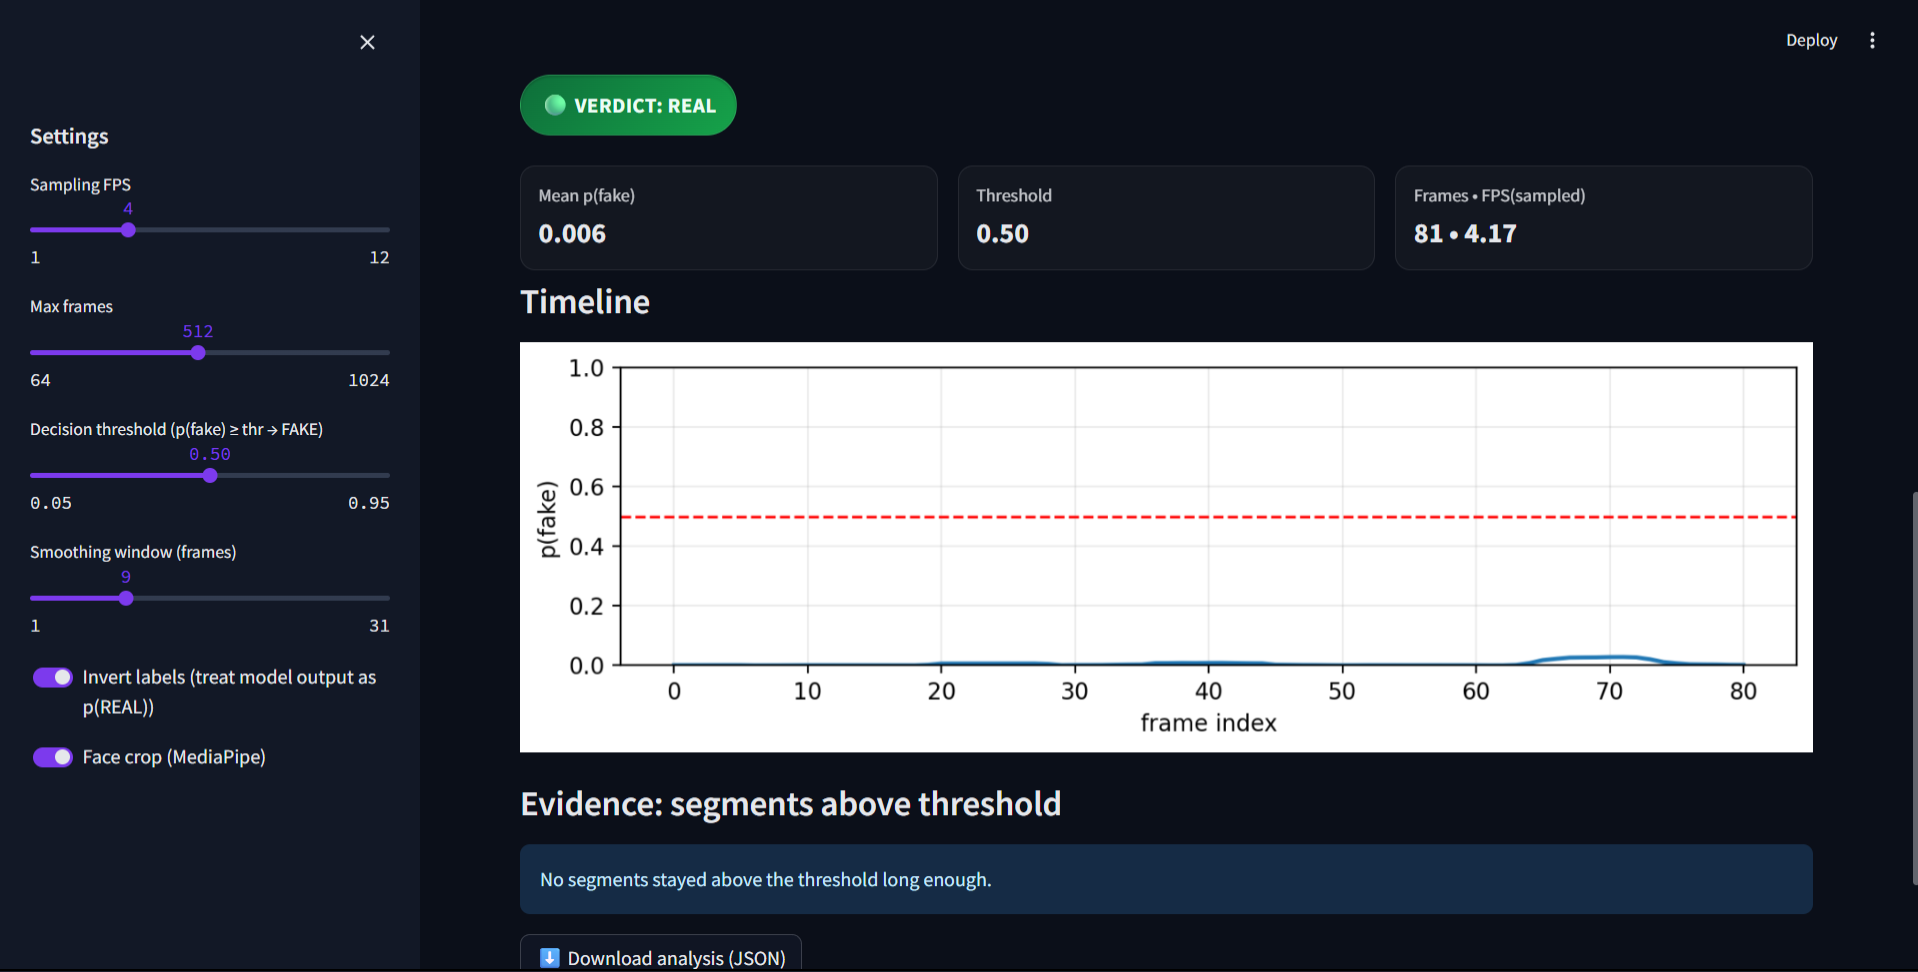 Settings
Sampling FPS
4
1 12
Max frames
512
64 1024
Decision threshold (p(fake) ≥ thr → FAKE)
0.50
0.05 0.95
Smoothing window (frames)
9
1 31
Invert labels (treat model output as
p(REAL))
Face crop (MediaPipe)
Deploy
VERDICT: REAL
Mean p(fake)
0.006
Threshold
0.50
Frames • FPS(sampled)
81 • 4.17
Timeline
1.0
0.8
0.6
0.4
0.2
0.0
p(fake)
0 10 20 30 40 50 60 70 80
frame index
Evidence: segments above threshold
No segments stayed above the threshold long enough.
Download analysis (JSON)